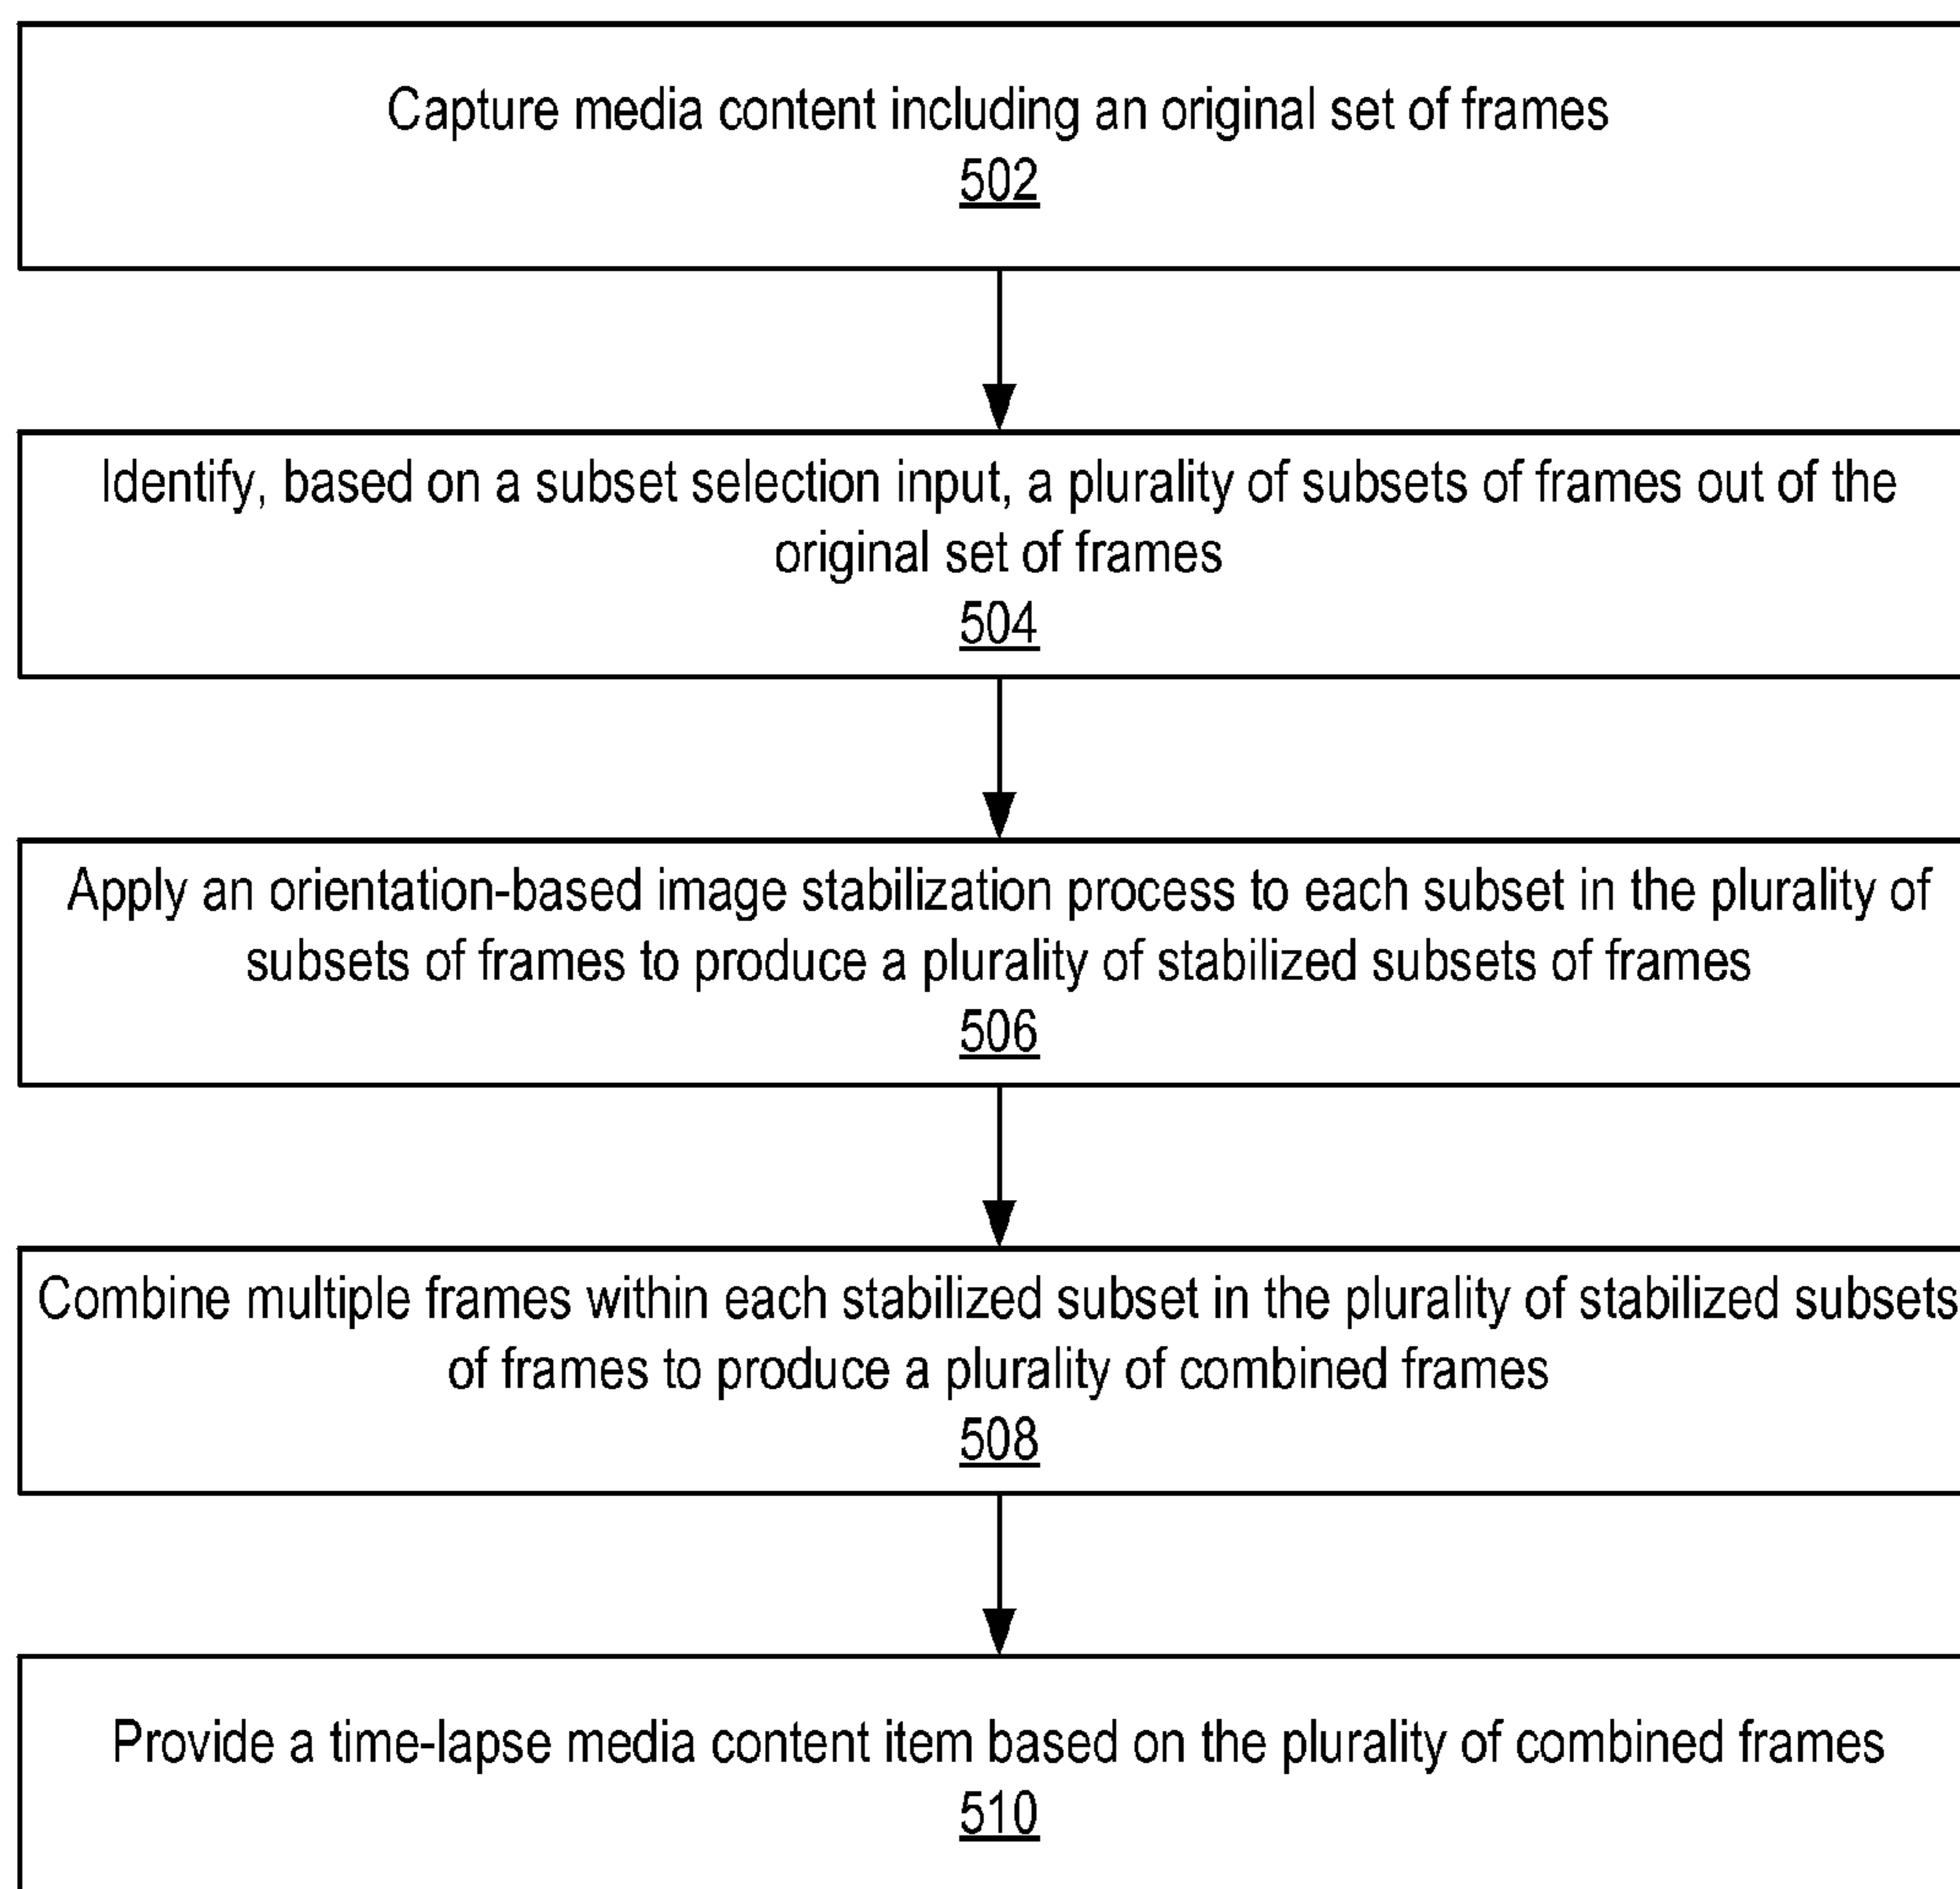 Capture media content including an original set of frames
502
Identify, based on a subset selection input, a plurality of subsets of frames out of the
original set of frames
504
Apply an orientation-based image stabilization process to each subset in the plurality of
subsets of frames to produce a plurality of stabilized subsets of frames
506
Combine multiple frames within each stabilized subset in the plurality of stabilized subsets
of frames to produce a plurality of combined frames
508
Provide a time-lapse media content item based on the plurality of combined frames
510